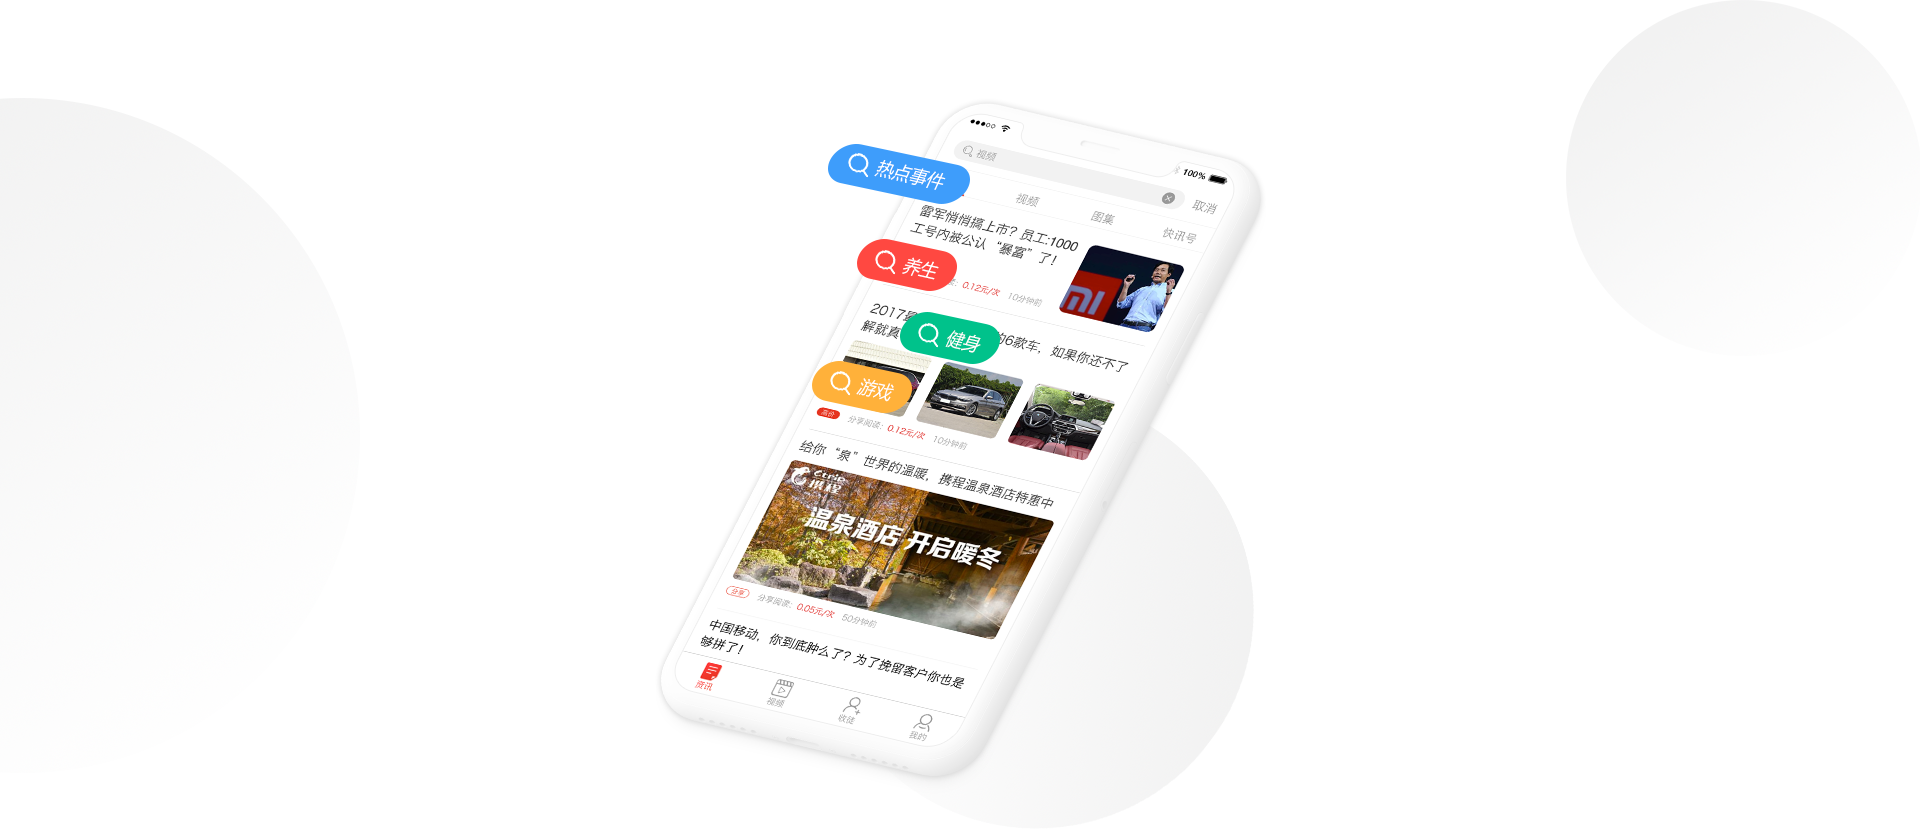 100%
视频
取消
热点事件
视频
图集
快讯号
雷军悄悄搞上市？员工:1000
工号内被公认“暴富”了！
养生
0.12元/次
10分钟前
2017
的6款车，如果你还不了
解就真
健身
游戏
高价
分享阅读：
0.12元/次
10分钟前
给你“泉”世界的温暖，携程温泉酒店特惠中
Ctrip
携程
温泉酒店 开启暖冬
分享
分享阅读：
0.05元/次
50分钟前
中国移动，你到底肿么了？为了挽留客户你也是
够拼了！
资讯
视频
收徒
我的